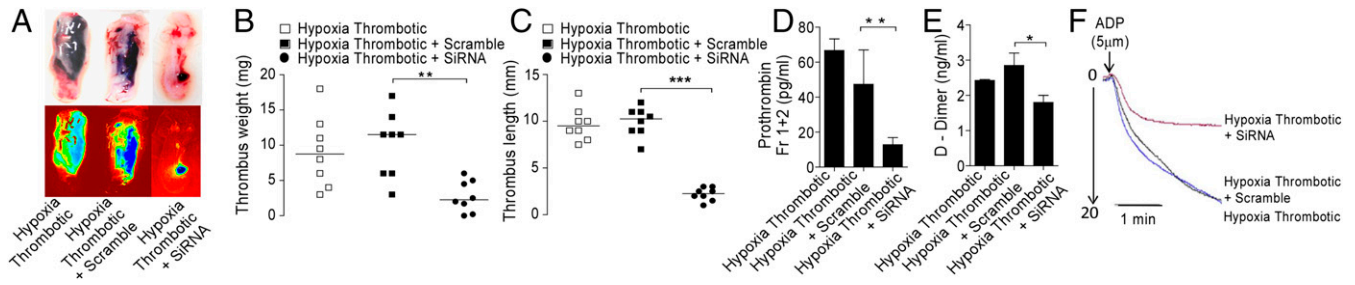 A
Hypoxia
Thrombotic
Hypoxia
Thrombotic
+ Scramble
Hypoxia
Thrombotic
+ SiRNA
B
Hypoxia Thrombotic
Hypoxia Thrombotic + Scramble
Hypoxia Thrombotic + SiRNA
Thrombus weight (mg)
20
15
10
5
0
**
C
Hypoxia Thrombotic
Hypoxia Thrombotic + Scramble
Hypoxia Thrombotic + SiRNA
Thrombus length (mm)
15
10
5
0
***
D
Prothrombin
Fr 1+2 (pg/ml)
80
60
40
20
0
* *
Hypoxia Thrombotic
Hypoxia Thrombotic
+ Scramble
Hypoxia Thrombotic
+ SiRNA
E
D - Dimer (ng/ml)
4
3
2
1
0
*
Hypoxia Thrombotic
Hypoxia Thrombotic
+ Scramble
Hypoxia Thrombotic
+ SiRNA
F
ADP
(5μm)
0
20
1 min
Hypoxia Thrombotic
+ SiRNA
Hypoxia Thrombotic
+ Scramble
Hypoxia Thrombotic